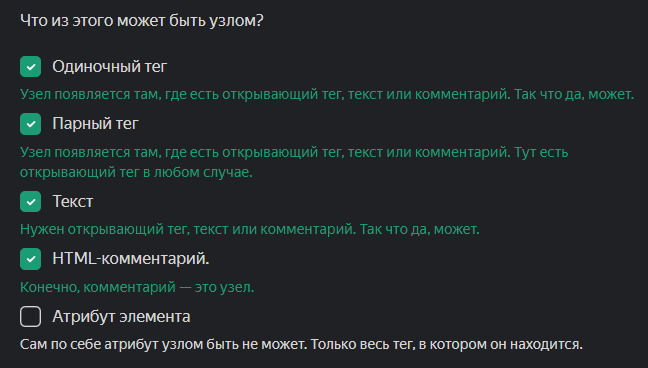 Что из этого может быть узлом?
Одиночный тег
Узел появляется там, где есть открывающий тег, текст или комментарий. Так что да, может.
Парный тег
Узел появляется там, где есть открывающий тег, текст или комментарий. Тут есть
открывающий тег в любом случае.
Текст
Нужен открывающий тег, текст или комментарий. Так что да, может.
HTML-комментарий.
Конечно, комментарий — это узел.
Атрибут элемента
Сам по себе атрибут узлом быть не может. Только весь тег, в котором он находится.